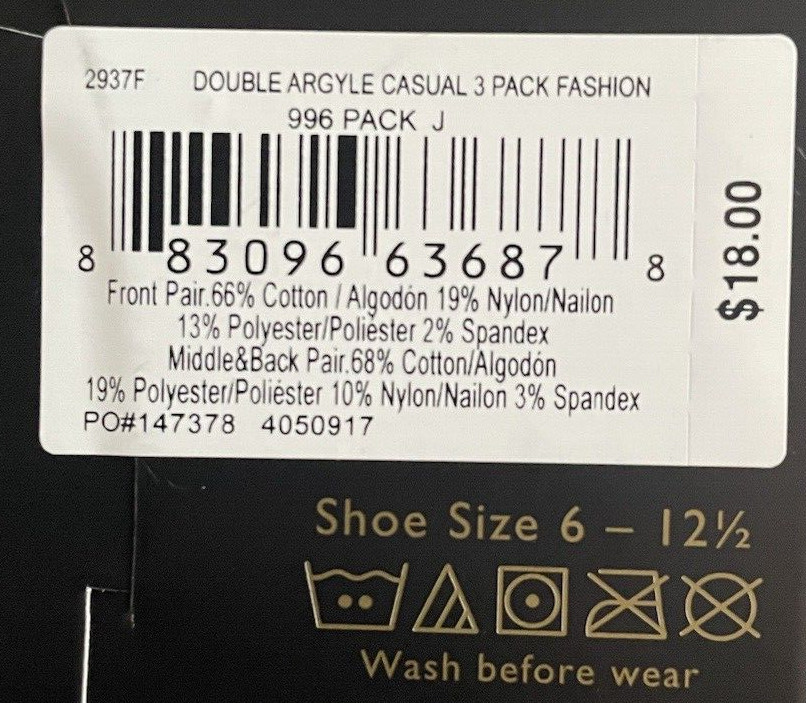 2937F DOUBLE ARGYLE CASUAL 3 PACK FASHION
996 PACK J
8 83096 63687 8
$18.00
Front Pair.66% Cotton / Algodón 19% Nylon/Nailon
13% Polyester/Poliéster 2% Spandex
Middle&Back Pair.68% Cotton/Algodón
19% Polyester/Poliéster 10% Nylon/Nailon 3% Spandex
PO#147378 4050917
Shoe Size 6 – 12½
Wash before wear